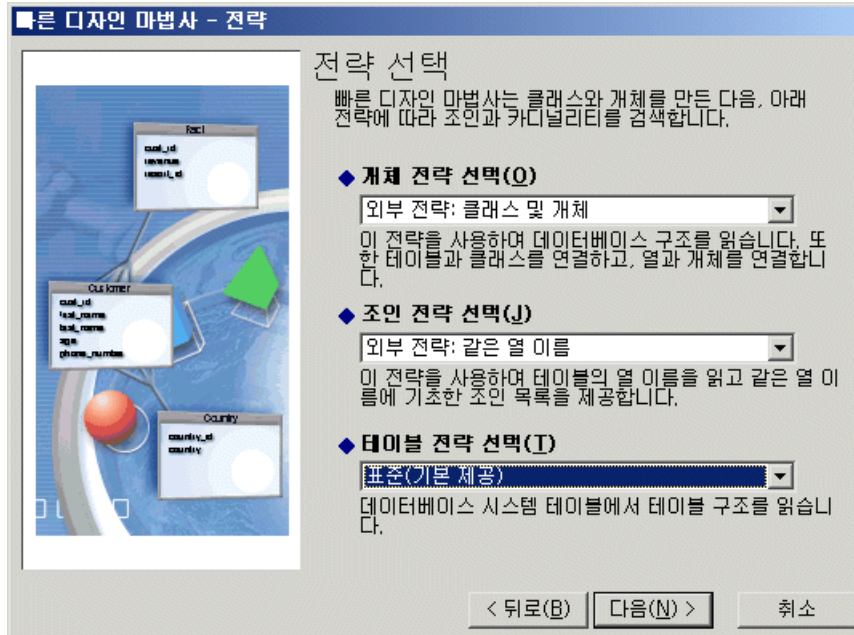 빠른 디자인 마법사 - 전략
전략 선택
빠른 디자인 마법사는 클래스와 개체를 만든 다음, 아래
전략에 따라 조인과 카디널리티를 검색합니다.
개체 전략 선택(O)
외부 전략: 클래스 및 개체
이 전략을 사용하여 데이터베이스 구조를 읽습니다. 또
한 테이블과 클래스를 연결하고, 열과 개체를 연결합니
다.
조인 전략 선택(J)
외부 전략: 같은 열 이름
이 전략을 사용하여 테이블의 열 이름을 읽고 같은 열 이
름에 기초한 조인 목록을 제공합니다.
테이블 전략 선택(T)
표준(기본 제공)
데이터베이스 시스템 테이블에서 테이블 구조를 읽습니
다.
< 뒤로(B)
다음(N) >
취소
cust_id
revenue
Customer
cust_id
last_name
age
phone_number
Country
country_id
country